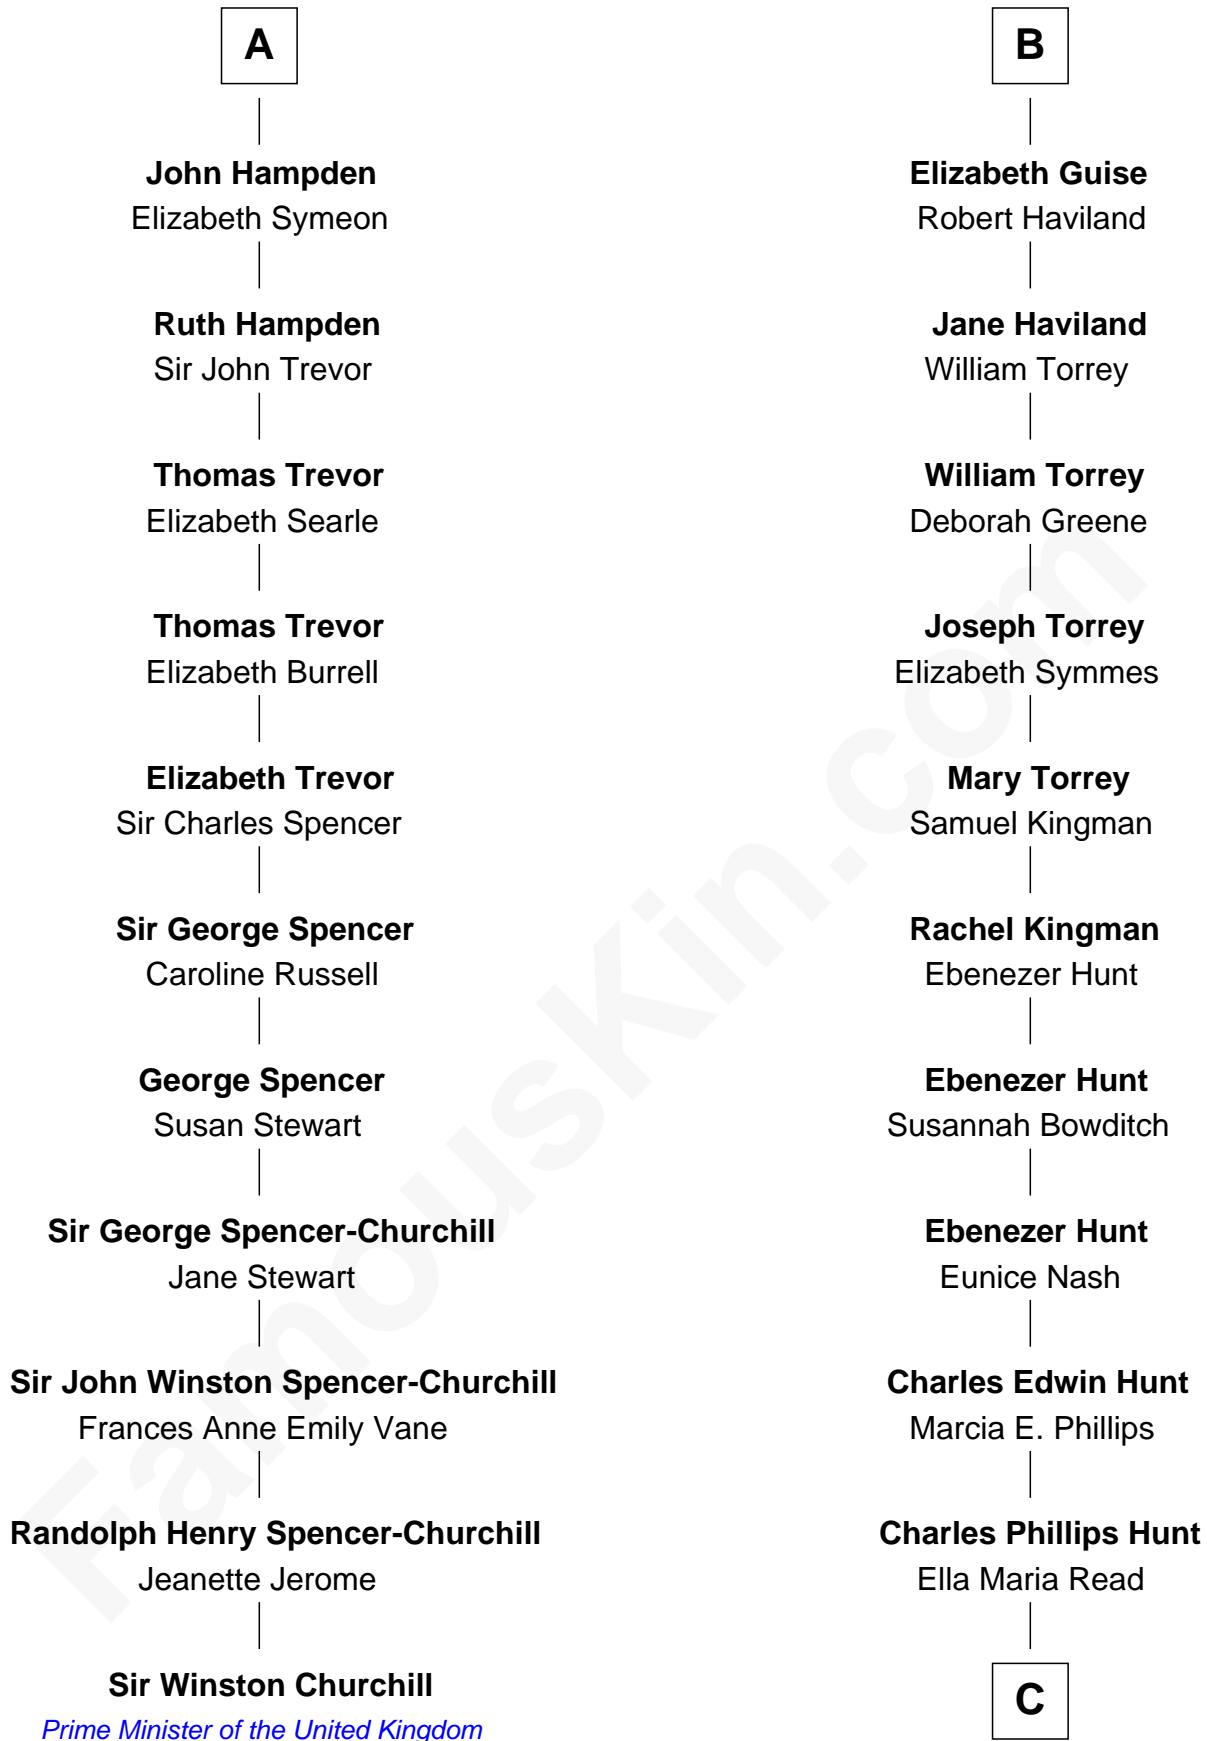 A
John Hampden
Elizabeth Symeon
Ruth Hampden
Sir John Trevor
Thomas Trevor
Elizabeth Searle
Thomas Trevor
Elizabeth Burrell
Elizabeth Trevor
Sir Charles Spencer
Sir George Spencer
Caroline Russell
George Spencer
Susan Stewart
Sir George Spencer-Churchill
Jane Stewart
Sir John Winston Spencer-Churchill
Frances Anne Emily Vane
Randolph Henry Spencer-Churchill
Jeanette Jerome
Sir Winston Churchill
Prime Minister of the United Kingdom
B
Elizabeth Guise
Robert Haviland
Jane Haviland
William Torrey
William Torrey
Deborah Greene
Joseph Torrey
Elizabeth Symmes
Mary Torrey
Samuel Kingman
Rachel Kingman
Ebenezer Hunt
Ebenezer Hunt
Susannah Bowditch
Ebenezer Hunt
Eunice Nash
Charles Edwin Hunt
Marcia E. Phillips
Charles Phillips Hunt
Ella Maria Read
C
FamousKin.com